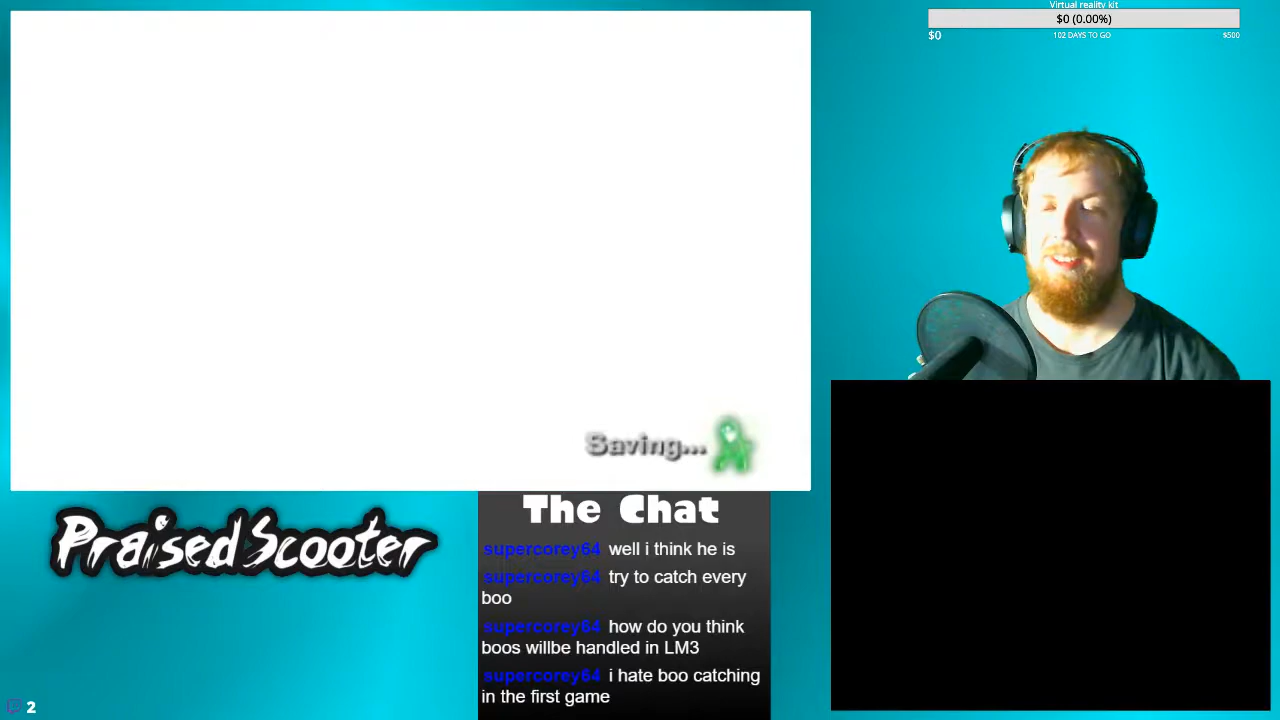 Virtual reality kit
$0 (0.00%)
$0 102 DAYS TO GO $500
Saving...
PraisedScooter
The Chat
supercorey64 well i think he is
supercorey64 try to catch every
boo
supercorey64 how do you think
boos willbe handled in LM3
supercorey64 i hate boo catching
in the first game
2